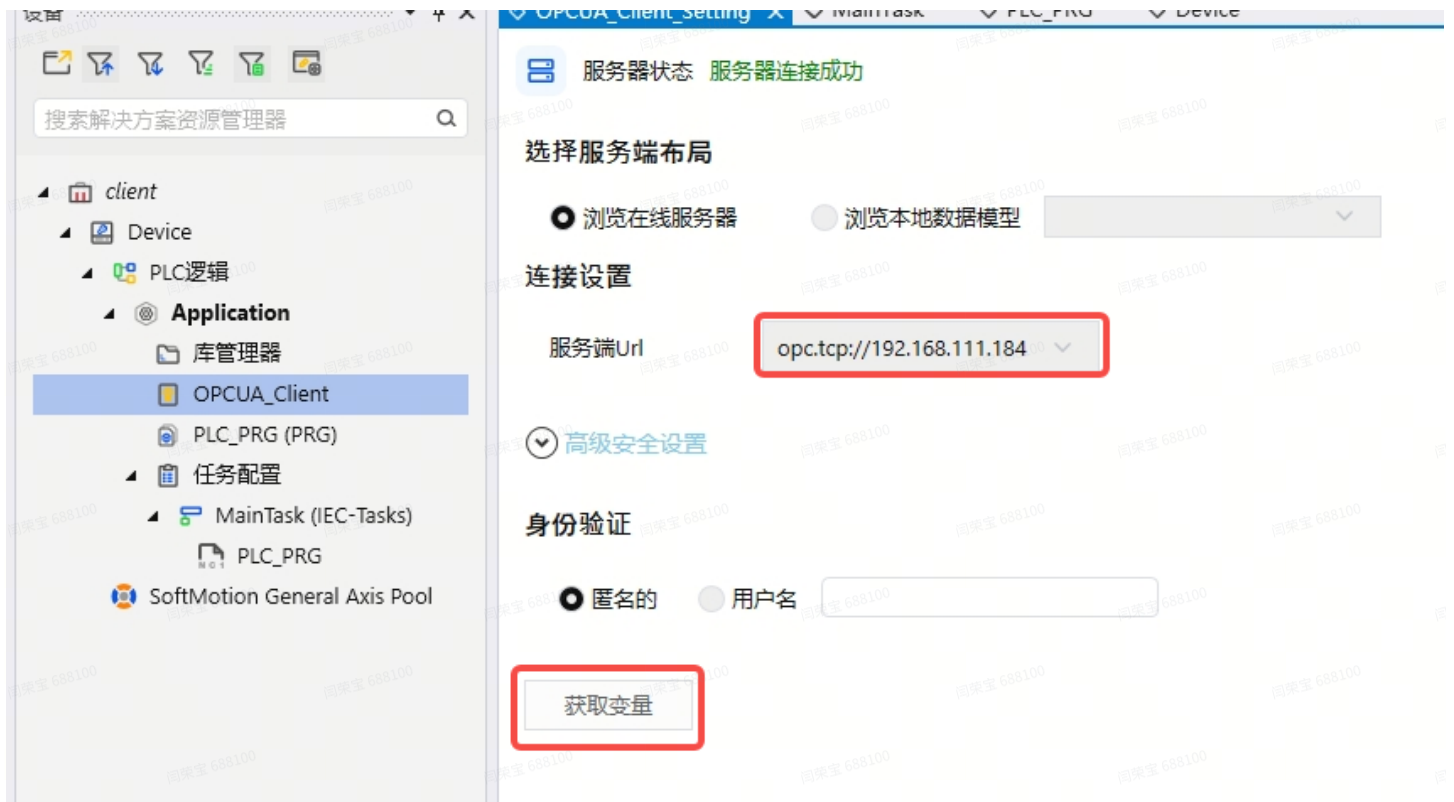 设备
OPCUA_Client_Setting
MainTask
PLC_PRG
Device
搜索解决方案资源管理器
client
Device
PLC逻辑
Application
库管理器
OPCUA_Client
PLC_PRG (PRG)
任务配置
MainTask (IEC-Tasks)
PLC_PRG
SoftMotion General Axis Pool
服务器状态 服务器连接成功
选择服务端布局
浏览在线服务器 浏览本地数据模型
连接设置
服务端Url opc.tcp://192.168.111.184
高级安全设置
身份验证
匿名的 用户名
获取变量